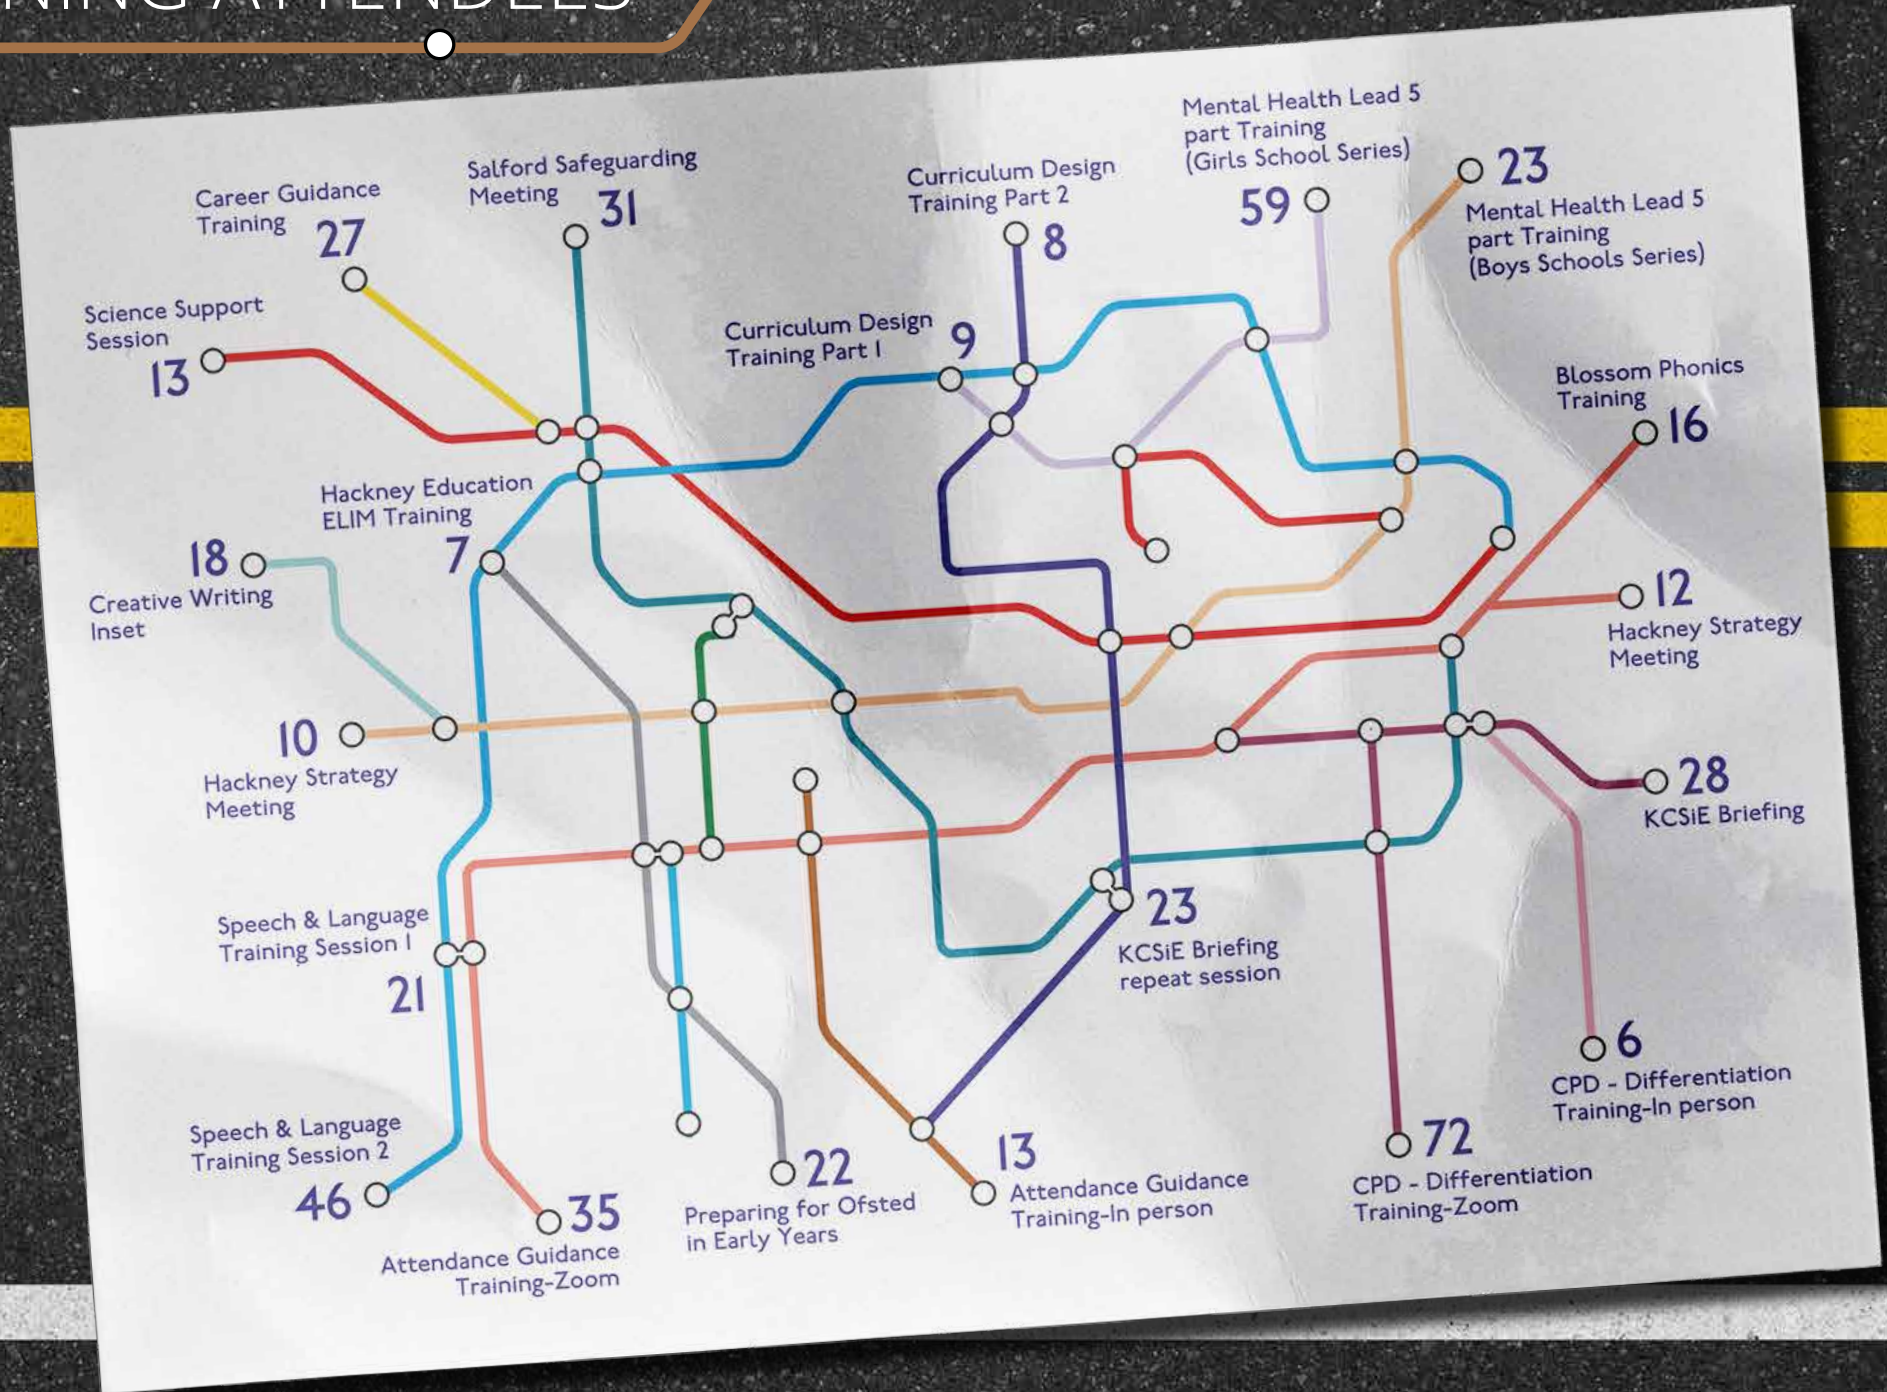 NING ATTENDEES
Mental Health Lead 5
part Training
(Girls School Series)
59
23
Mental Health Lead 5
part Training
(Boys Schools Series)
Salford Safeguarding
Meeting
31
Curriculum Design
Training Part 2
8
Career Guidance
Training
27
Science Support
Session
13
Curriculum Design
Training Part 1
9
Blossom Phonics
Training
16
Hackney Education
ELIM Training
7
18
Creative Writing
Inset
12
Hackney Strategy
Meeting
10
Hackney Strategy
Meeting
28
KCSiE Briefing
Speech & Language
Training Session 1
21
23
KCSiE Briefing
repeat session
6
CPD - Differentiation
Training-In person
Speech & Language
Training Session 2
46
35
Attendance Guidance
Training-Zoom
22
Preparing for Ofsted
in Early Years
13
Attendance Guidance
Training-In person
72
CPD - Differentiation
Training-Zoom